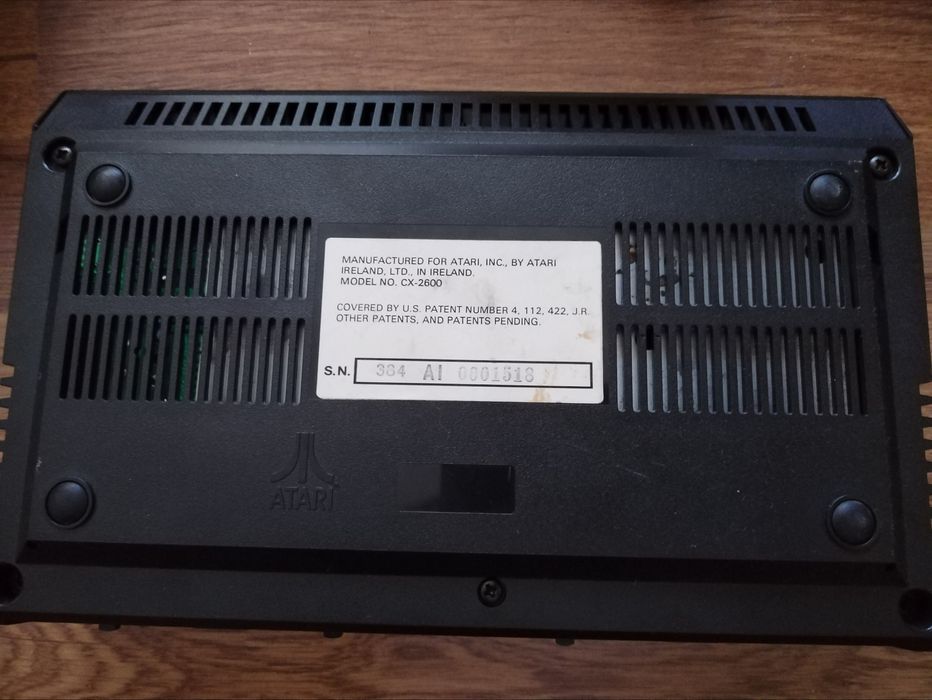 MANUFACTURED FOR ATARI, INC., BY ATARI
IRELAND, LTD., IN IRELAND.
MODEL NO. CX-2600
COVERED BY U.S. PATENT NUMBER 4, 112, 422, J.R.
OTHER PATENTS, AND PATENTS PENDING.
S.N. 384 AI 0001518
ATARI